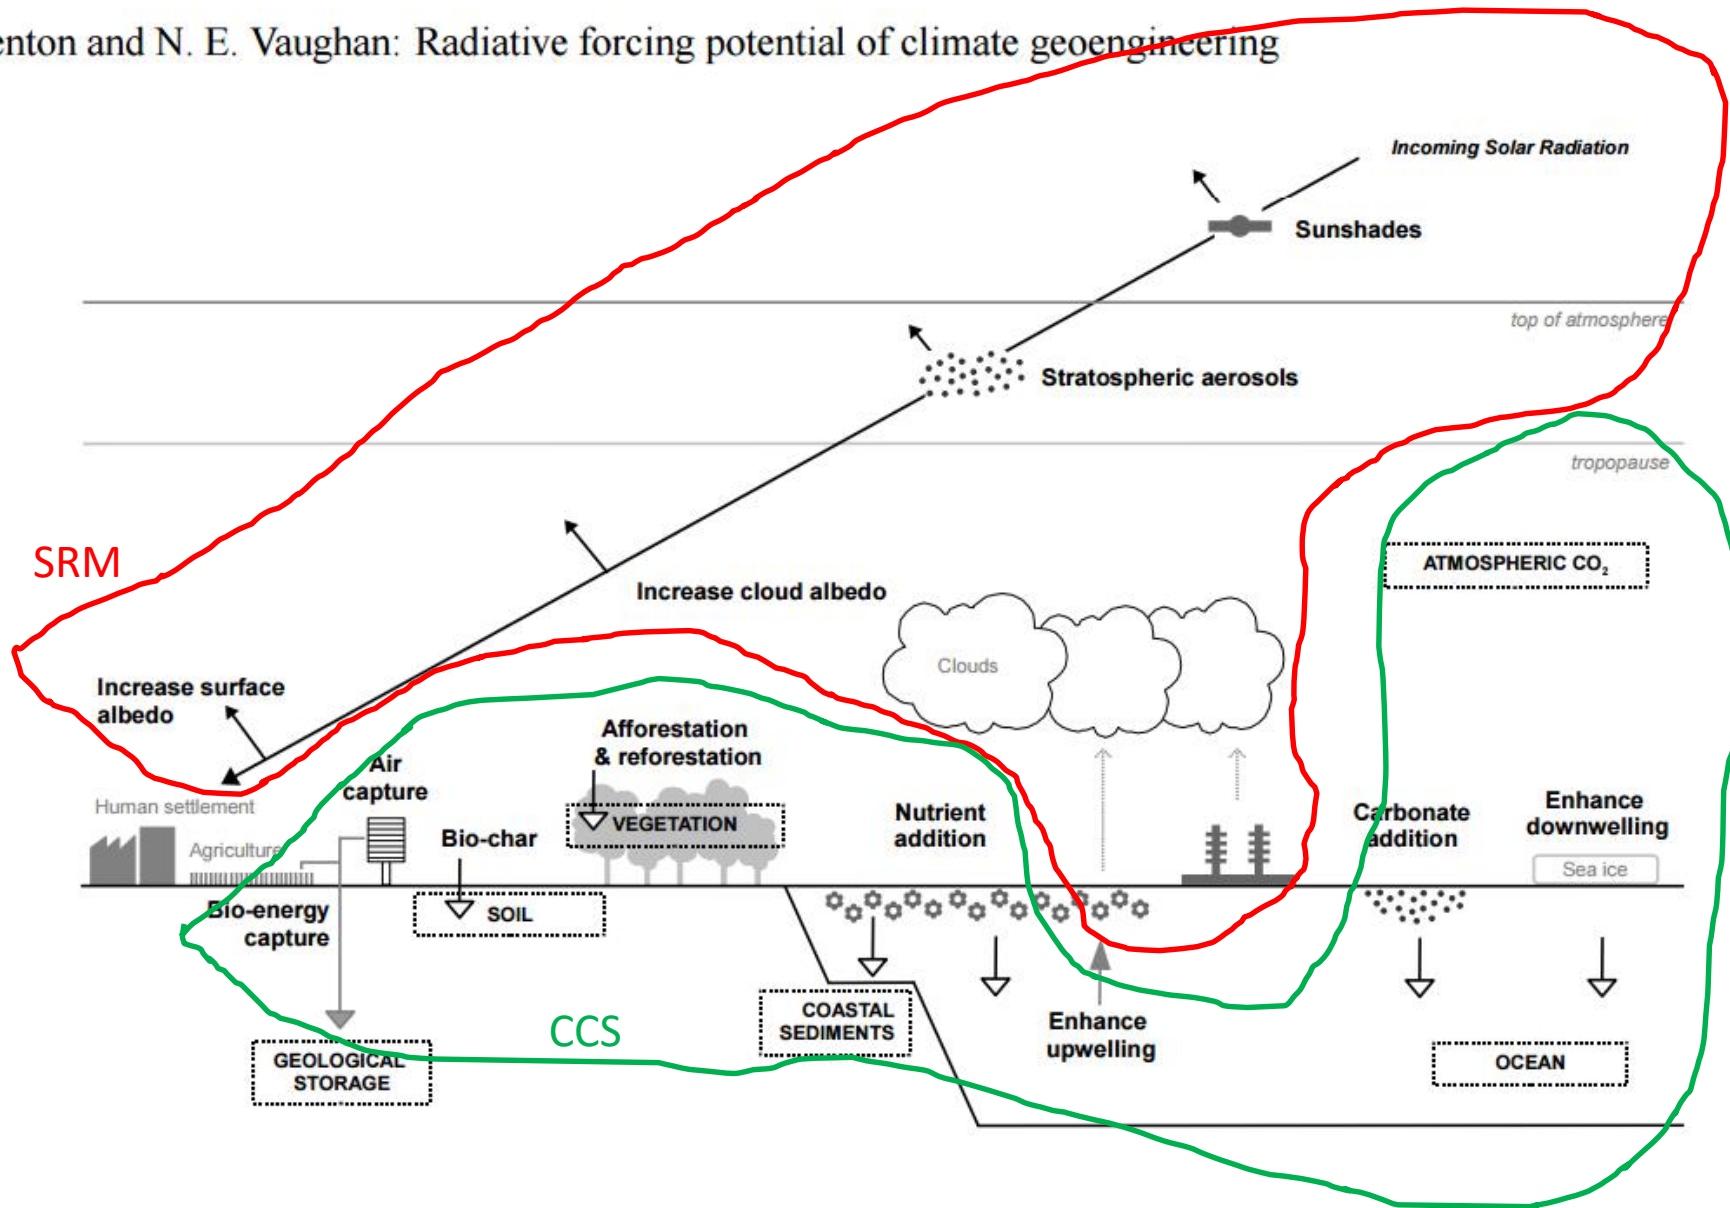 enton and N. E. Vaughan: Radiative forcing potential of climate geoengineering
Incoming Solar Radiation
Sunshades
top of atmosphere
Stratospheric aerosols
tropopause
SRM
ATMOSPHERIC CO₂
Increase cloud albedo
Clouds
Increase surface
albedo
Afforestation
& reforestation
Air
capture
Human settlement
Agriculture
Bio-char
VEGETATION
Nutrient
addition
Carbonate
addition
Enhance
downwelling
Sea ice
Bio-energy
capture
SOIL
COASTAL
SEDIMENTS
CCS
Enhance
upwelling
GEOLOGICAL
STORAGE
OCEAN